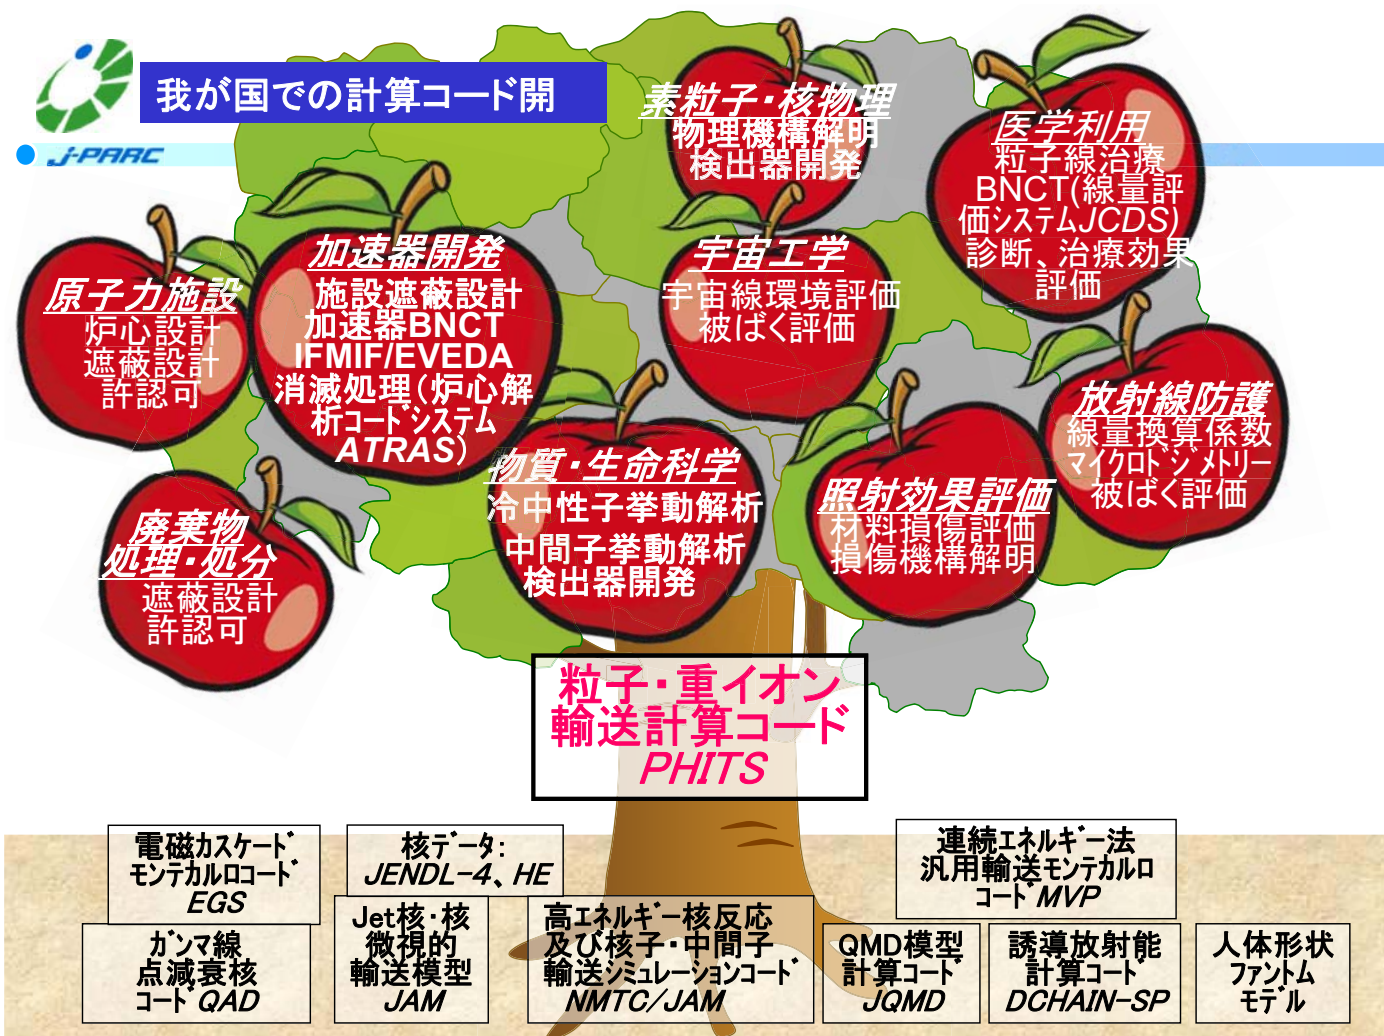 我が国での計算コード開
J-PARC
素粒子・核物理
物理機構解明
検出器開発
医学利用
粒子線治療
BNCT(線量評
価システムJCDS)
診断、治療効果
評価
加速器開発
施設遮蔽設計
加速器BNCT
IFMIF/EVEDA
消滅処理(炉心解
析コードシステム
ATRAS)
宇宙工学
宇宙線環境評価
被ばく評価
原子力施設
炉心設計
遮蔽設計
許認可
放射線防護
線量換算係数
マイクロドジメトリー
被ばく評価
物質・生命科学
冷中性子挙動解析
中間子挙動解析
検出器開発
照射効果評価
材料損傷評価
損傷機構解明
廃棄物
処理・処分
遮蔽設計
許認可
粒子・重イオン
輸送計算コード
PHITS
電磁カスケード
モンテカルロコード
EGS
核データ:
JENDL-4、HE
連続エネルギー法
汎用輸送モンテカルロ
コードMVP
ガンマ線
点減衰核
コードQAD
Jet核・核
微視的
輸送模型
JAM
高エネルギー核反応
及び核子・中間子
輸送シミュレーションコード
NMTC/JAM
QMD模型
計算コード
JQMD
誘導放射能
計算コード
DCHAIN-SP
人体形状
ファントム
モデル